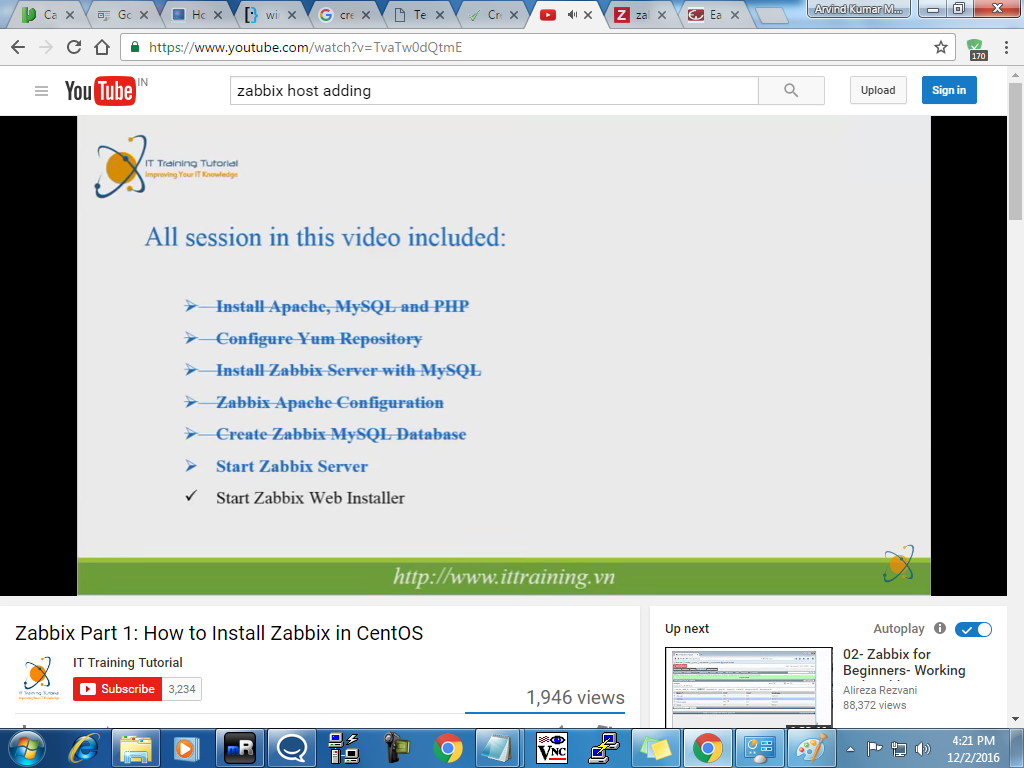 Ca
Go
Ho
wi
cre
Te
Cr
zal
Ea
Arvind Kumar M...
https://www.youtube.com/watch?v=TvaTw0dQtmE
170
YouTube IN
zabbix host adding
Upload
Sign in
IT Training Tutorial
Improving Your IT Knowledge
All session in this video included:
Install Apache, MySQL and PHP
Configure Yum Repository
Install Zabbix Server with MySQL
Zabbix Apache Configuration
Create Zabbix MySQL Database
Start Zabbix Server
Start Zabbix Web Installer
http://www.ittraining.vn
Zabbix Part 1: How to Install Zabbix in CentOS
IT Training Tutorial
Subscribe 3,234
1,946 views
Up next
Autoplay
02- Zabbix for
Beginners- Working
Alireza Rezvani
88,372 views
mR
VNC
4:21 PM
12/2/2016